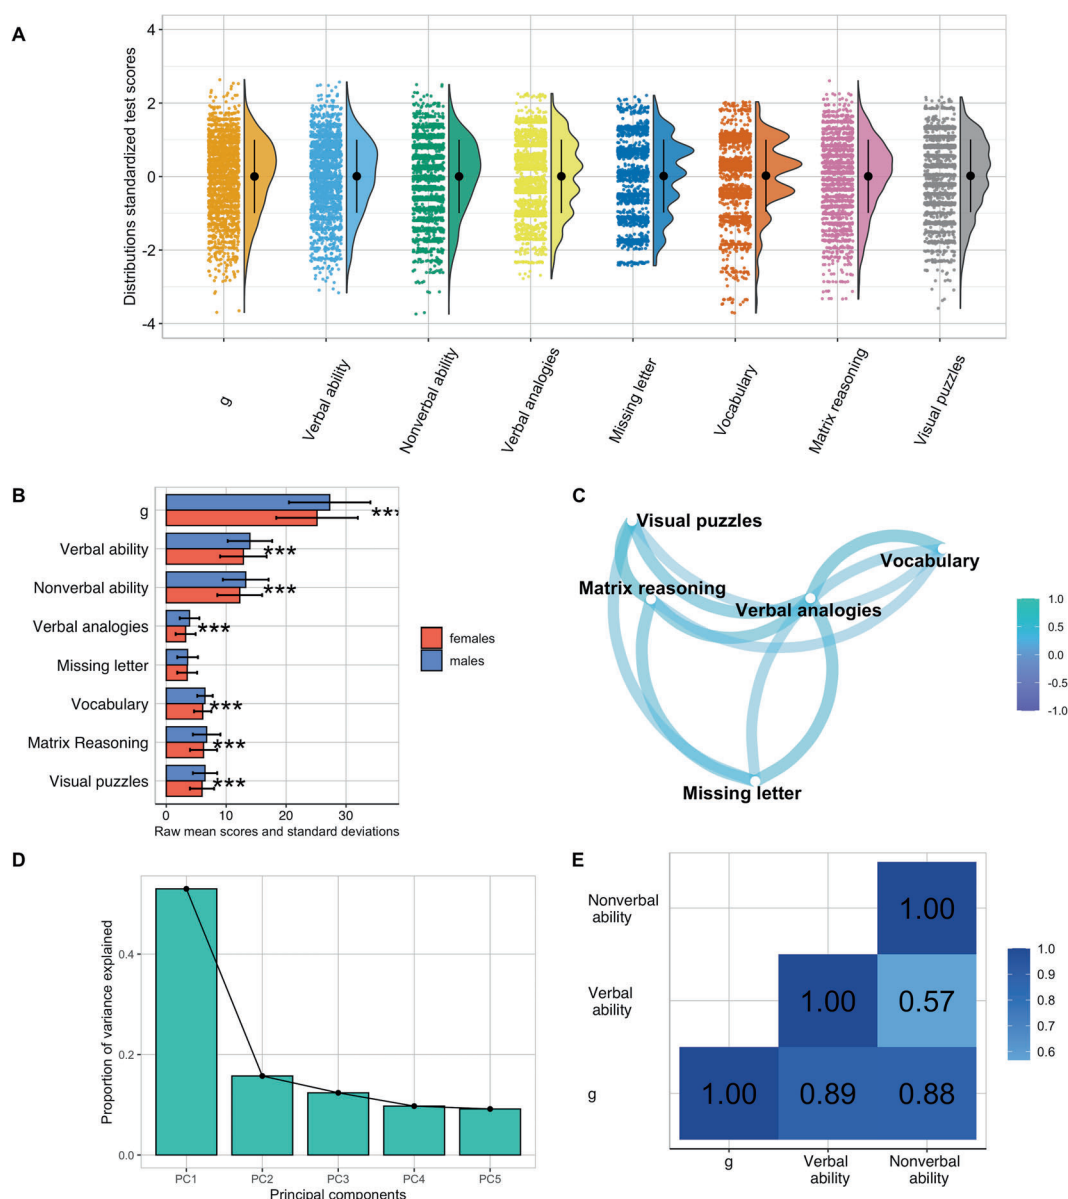 A
Distributions standardized test scores
4
2
0
-2
-4
g
Verbal ability
Nonverbal ability
Verbal analogies
Missing letter
Vocabulary
Matrix reasoning
Visual puzzles
B
g
***
Verbal ability
***
Nonverbal ability
***
Verbal analogies
***
Missing letter
Vocabulary
***
Matrix Reasoning
***
Visual puzzles
***
0 10 20 30
Raw mean scores and standard deviations
females
males
C
Visual puzzles
Vocabulary
Matrix reasoning
Verbal analogies
Missing letter
1.0
0.5
0.0
-0.5
-1.0
D
Proportion of variance explained
0.4
0.2
0.0
PC1 PC2 PC3 PC4 PC5
Principal components
E
Nonverbal
ability
1.00
Verbal
ability
1.00 0.57
g
1.00 0.89 0.88
g
Verbal
ability
Nonverbal
ability
1.0
0.9
0.8
0.7
0.6